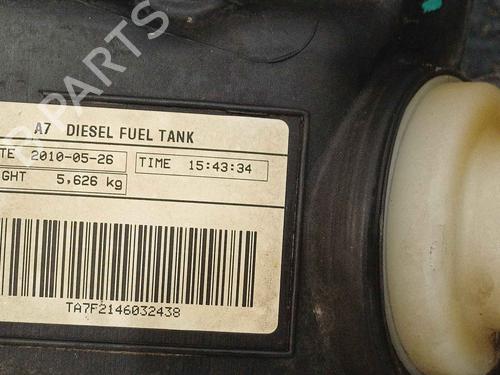 B-PARTS
A7 DIESEL FUEL TANK
TE 2010-05-26 TIME 15:43:34
GHT 5,626 kg
TA7F2146032438